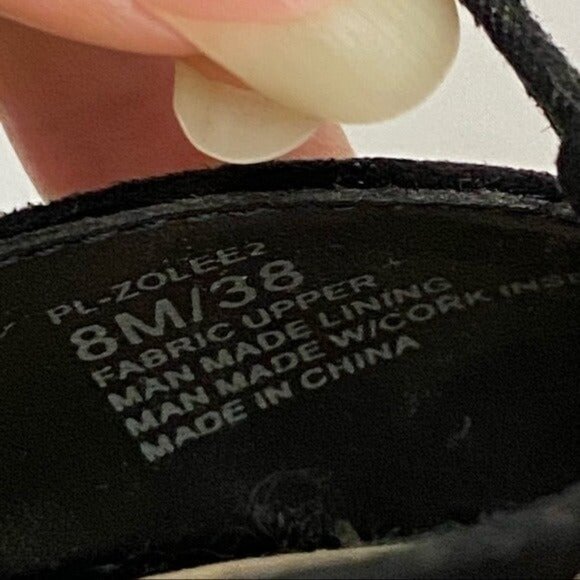 PL-ZOLEE2
8M/38
FABRIC UPPER
MAN MADE LINING
MAN MADE W/CORK
MADE IN CHINA